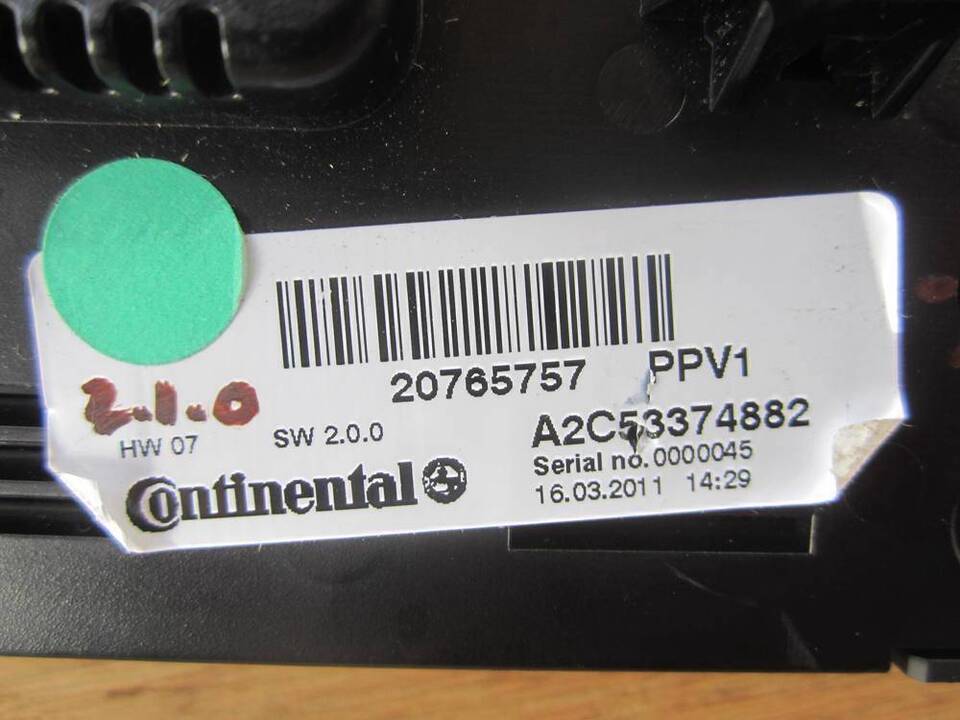 20765757 PPV1
2.1.0
HW 07 SW 2.0.0
A2C53374882
Serial no. 0000045
16.03.2011 14:29
Continental